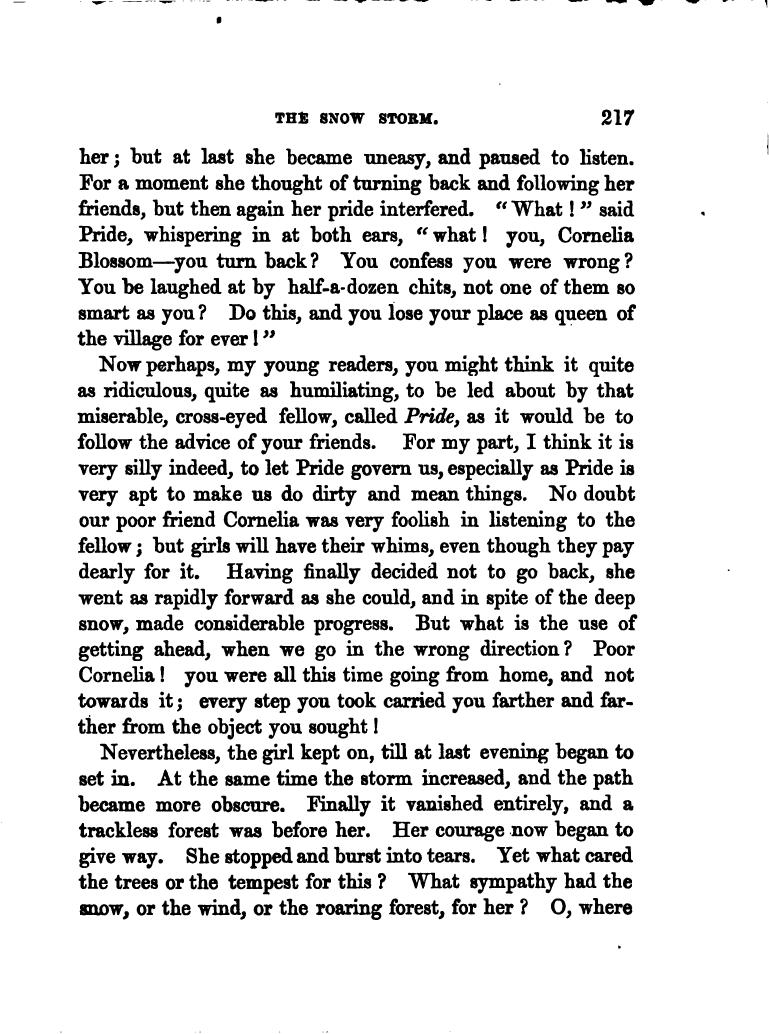 THE SNOW STORM. 217
her; but at last she became uneasy, and paused to listen.
For a moment she thought of turning back and following her
friends, but then again her pride interfered. "What!" said
Pride, whispering in at both ears, "what! you, Cornelia
Blossom—you turn back? You confess you were wrong?
You be laughed at by half-a-dozen chits, not one of them so
smart as you? Do this, and you lose your place as queen of
the village for ever!"
Now perhaps, my young readers, you might think it quite
as ridiculous, quite as humiliating, to be led about by that
miserable, cross-eyed fellow, called Pride, as it would be to
follow the advice of your friends. For my part, I think it is
very silly indeed, to let Pride govern us, especially as Pride is
very apt to make us do dirty and mean things. No doubt
our poor friend Cornelia was very foolish in listening to the
fellow; but girls will have their whims, even though they pay
dearly for it. Having finally decided not to go back, she
went as rapidly forward as she could, and in spite of the deep
snow, made considerable progress. But what is the use of
getting ahead, when we go in the wrong direction? Poor
Cornelia! you were all this time going from home, and not
towards it; every step you took carried you farther and far-
ther from the object you sought!
Nevertheless, the girl kept on, till at last evening began to
set in. At the same time the storm increased, and the path
became more obscure. Finally it vanished entirely, and a
trackless forest was before her. Her courage now began to
give way. She stopped and burst into tears. Yet what cared
the trees or the tempest for this? What sympathy had the
snow, or the wind, or the roaring forest, for her? O, where